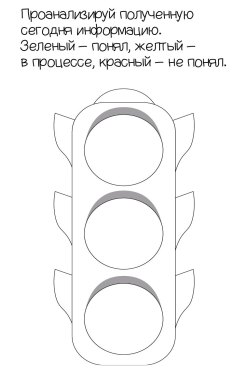 Проанализируй полученную
сегодня информацию.
Зеленый – понял, желтый –
в процессе, красный – не понял.